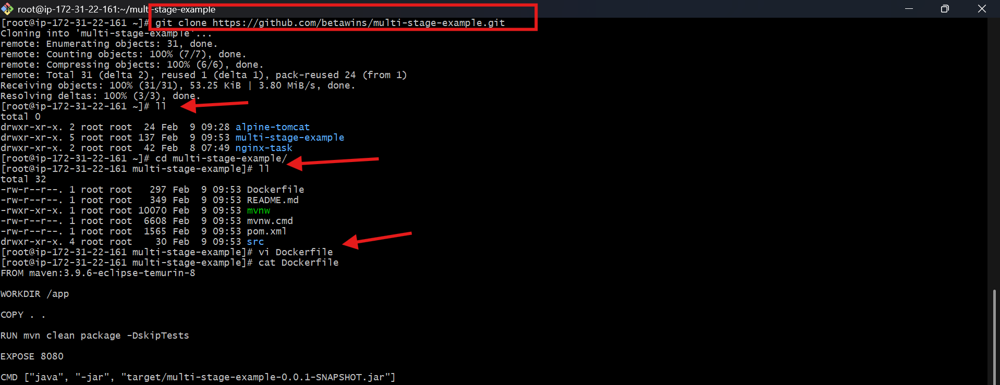 root@ip-172-31-22-161:~/multi-stage-example
[root@ip-172-31-22-161 ~]# git clone https://github.com/betawins/multi-stage-example.git
Cloning into 'multi-stage-example'...
remote: Enumerating objects: 31, done.
remote: Counting objects: 100% (7/7), done.
remote: Compressing objects: 100% (6/6), done.
remote: Total 31 (delta 2), reused 1 (delta 1), pack-reused 24 (from 1)
Receiving objects: 100% (31/31), 53.25 KiB | 3.80 MiB/s, done.
Resolving deltas: 100% (3/3), done.
[root@ip-172-31-22-161 ~]# ll
total 0
drwxr-xr-x. 2 root root  24 Feb  9 09:28 alpine-tomcat
drwxr-xr-x. 5 root root 137 Feb  9 09:53 multi-stage-example
drwxr-xr-x. 2 root root  42 Feb  8 07:49 nginx-task
[root@ip-172-31-22-161 ~]# cd multi-stage-example/
[root@ip-172-31-22-161 multi-stage-example]# ll
total 32
-rw-r--r--. 1 root root   297 Feb  9 09:53 Dockerfile
-rw-r--r--. 1 root root   349 Feb  9 09:53 README.md
-rwxr-xr-x. 1 root root 10070 Feb  9 09:53 mvnw
-rw-r--r--. 1 root root  6608 Feb  9 09:53 mvnw.cmd
-rw-r--r--. 1 root root  1565 Feb  9 09:53 pom.xml
drwxr-xr-x. 4 root root    30 Feb  9 09:53 src
[root@ip-172-31-22-161 multi-stage-example]# vi Dockerfile
[root@ip-172-31-22-161 multi-stage-example]# cat Dockerfile
FROM maven:3.9.6-eclipse-temurin-8
WORKDIR /app
COPY . .
RUN mvn clean package -DskipTests
EXPOSE 8080
CMD ["java", "-jar", "target/multi-stage-example-0.0.1-SNAPSHOT.jar"]